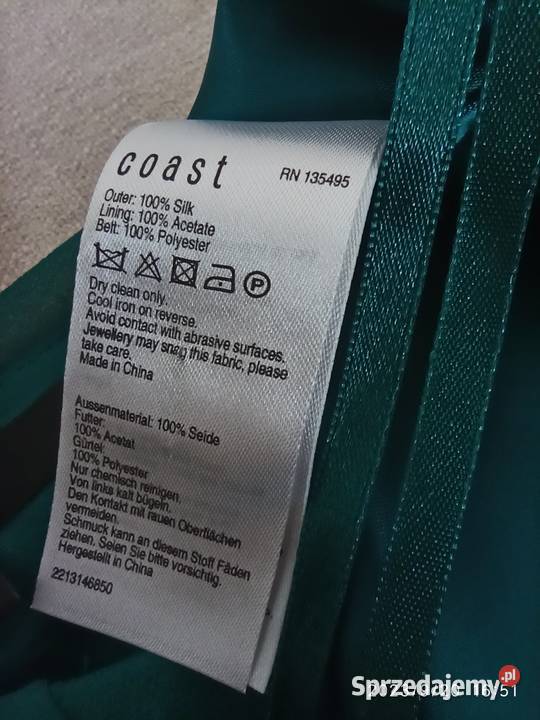 coast
RN 135495
Outer: 100% Silk
Lining: 100% Acetate
Belt: 100% Polyester
P
Dry clean only.
Cool iron on reverse.
Avoid contact with abrasive surfaces.
Jewellery may snag this fabric, please
take care.
Made in China
Aussenmaterial: 100% Seide
Futter:
100% Acetat
Gürtel:
100% Polyester
Nur chemisch reinigen.
Von links kalt bügeln.
Den Kontakt mit rauen Oberflächen
vermeiden.
Schmuck kann an diesem Stoff Fäden
ziehen. Seien Sie bitte vorsichtig.
Hergestellt in China
2213146850
Sprzedajemy.pl
16:51